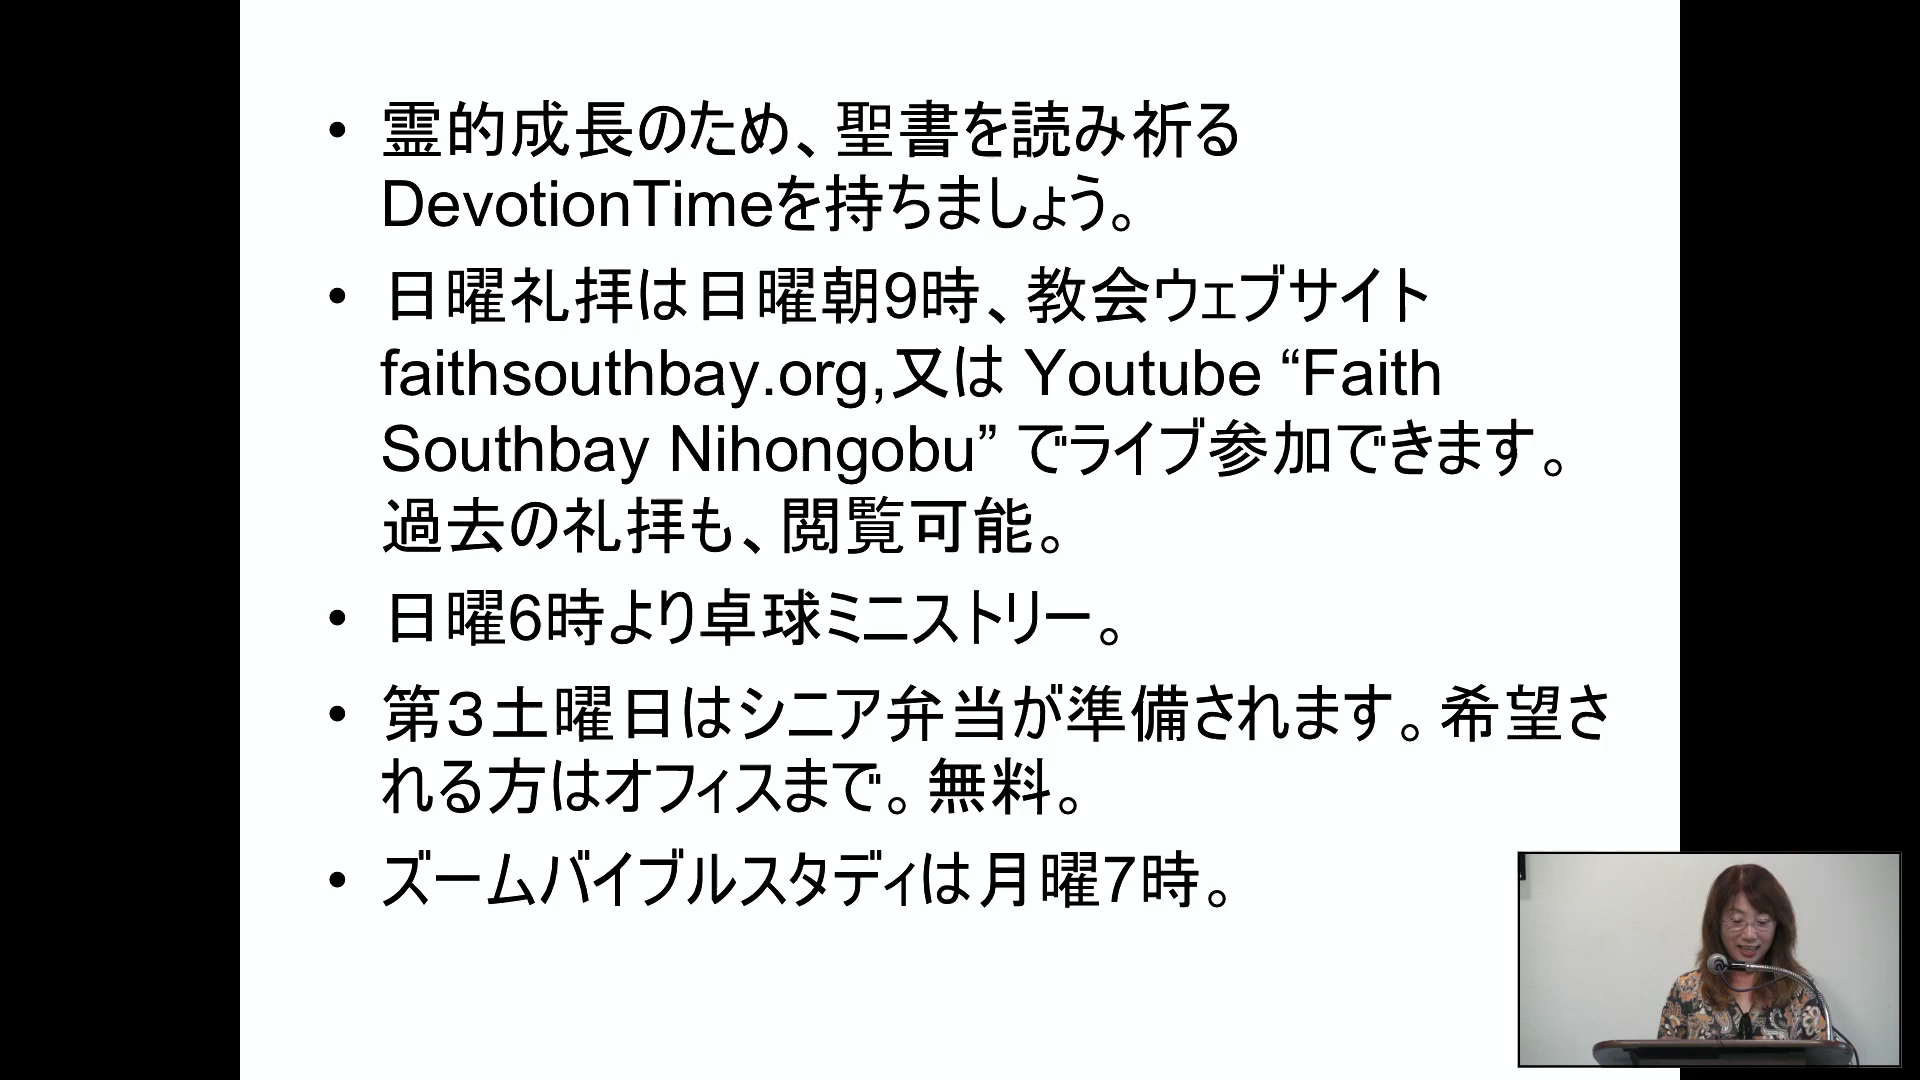 • 霊的成長のため、聖書を読み祈る
DevotionTimeを持ちましょう。
• 日曜礼拝は日曜朝9時、教会ウェブサイト
faithsouthbay.org,又は Youtube “Faith
Southbay Nihongobu” でライブ参加できます。
過去の礼拝も、閲覧可能。
• 日曜6時より卓球ミニストリー。
• 第３土曜日はシニア弁当が準備されます。希望さ
れる方はオフィスまで。無料。
• ズームバイブルスタディは月曜7時。